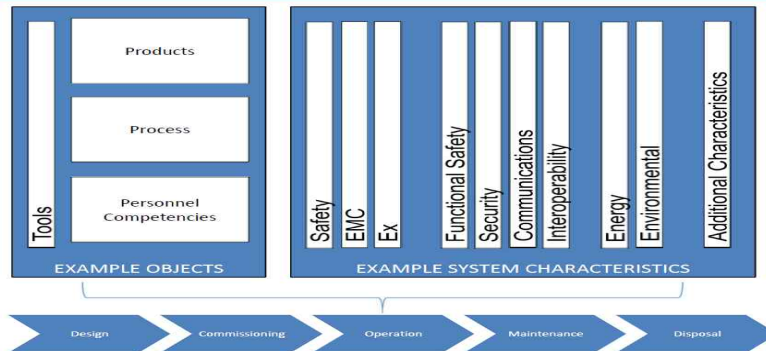 Tools
Products
Process
Personnel
Competencies
EXAMPLE OBJECTS
Safety
EMC
Ex
Functional Safety
Security
Communications
Interoperability
Energy
Environmental
Additional Characteristics
EXAMPLE SYSTEM CHARACTERISTICS
Design
Commissioning
Operation
Maintenance
Disposal